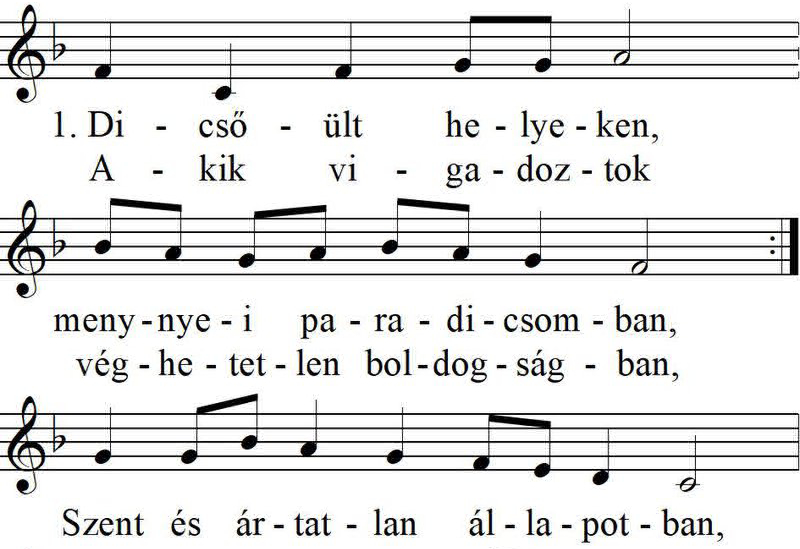 1. Di - cső - ült he - lye - ken,
A - kik vi - ga - doz - tok
meny - nye - i pa - ra - di - csom - ban,
vég - he - tet - len bol - dog - ság - ban,
Szent és ár - tat - lan ál - la - pot - ban,